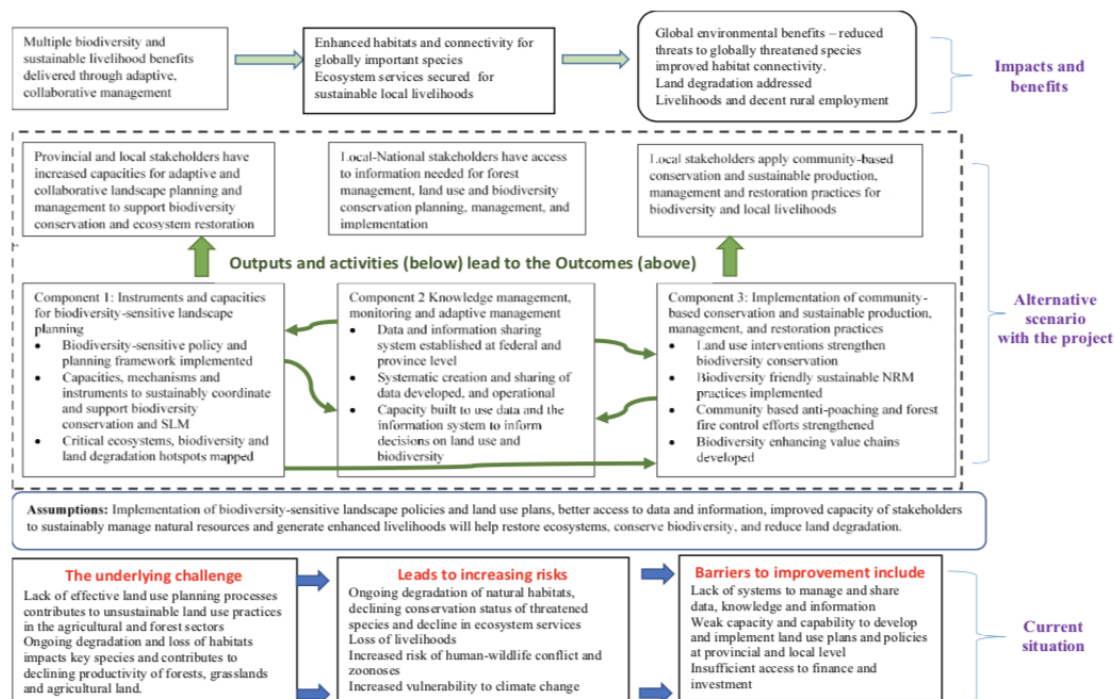 Multiple biodiversity and
sustainable livelihood benefits
delivered through adaptive,
collaborative management
Enhanced habitats and connectivity for
globally important species
Ecosystem services secured for
sustainable local livelihoods
Global environmental benefits – reduced
threats to globally threatened species
improved habitat connectivity.
Land degradation addressed
Livelihoods and decent rural employment
Impacts and
benefits
Provincial and local stakeholders have
increased capacities for adaptive and
collaborative landscape planning and
management to support biodiversity
conservation and ecosystem restoration
Local-National stakeholders have access
to information needed for forest
management, land use and biodiversity
conservation planning, management, and
implementation
Local stakeholders apply community-based
conservation and sustainable production,
management and restoration practices for
biodiversity and local livelihoods
Outputs and activities (below) lead to the Outcomes (above)
Component 1: Instruments and capacities
for biodiversity-sensitive landscape
planning
• Biodiversity-sensitive policy and
planning framework implemented
• Capacities, mechanisms and
instruments to sustainably coordinate
and support biodiversity
conservation and SLM
• Critical ecosystems, biodiversity and
land degradation hotspots mapped
Component 2 Knowledge management,
monitoring and adaptive management
• Data and information sharing
system established at federal and
province level
• Systematic creation and sharing of
data developed, and operational
• Capacity built to use data and the
information system to inform
decisions on land use and
biodiversity
Component 3: Implementation of community-
based conservation and sustainable production,
management, and restoration practices
• Land use interventions strengthen
biodiversity conservation
• Biodiversity friendly sustainable NRM
practices implemented
• Community based anti-poaching and forest
fire control efforts strengthened
• Biodiversity enhancing value chains
developed
Alternative
scenario
with the project
Assumptions: Implementation of biodiversity-sensitive landscape policies and land use plans, better access to data and information, improved capacity of stakeholders
to sustainably manage natural resources and generate enhanced livelihoods will help restore ecosystems, conserve biodiversity, and reduce land degradation.
The underlying challenge
Lack of effective land use planning processes
contributes to unsustainable land use practices
in the agricultural and forest sectors
Ongoing degradation and loss of habitats
impacts key species and contributes to
declining productivity of forests, grasslands
and agricultural land.
Leads to increasing risks
Ongoing degradation of natural habitats,
declining conservation status of threatened
species and decline in ecosystem services
Loss of livelihoods
Increased risk of human-wildlife conflict and
zoonoses
Increased vulnerability to climate change
Barriers to improvement include
Lack of systems to manage and share
data, knowledge and information
Weak capacity and capability to develop
and implement land use plans and policies
at provincial and local level
Insufficient access to finance and
investment
Current
situation